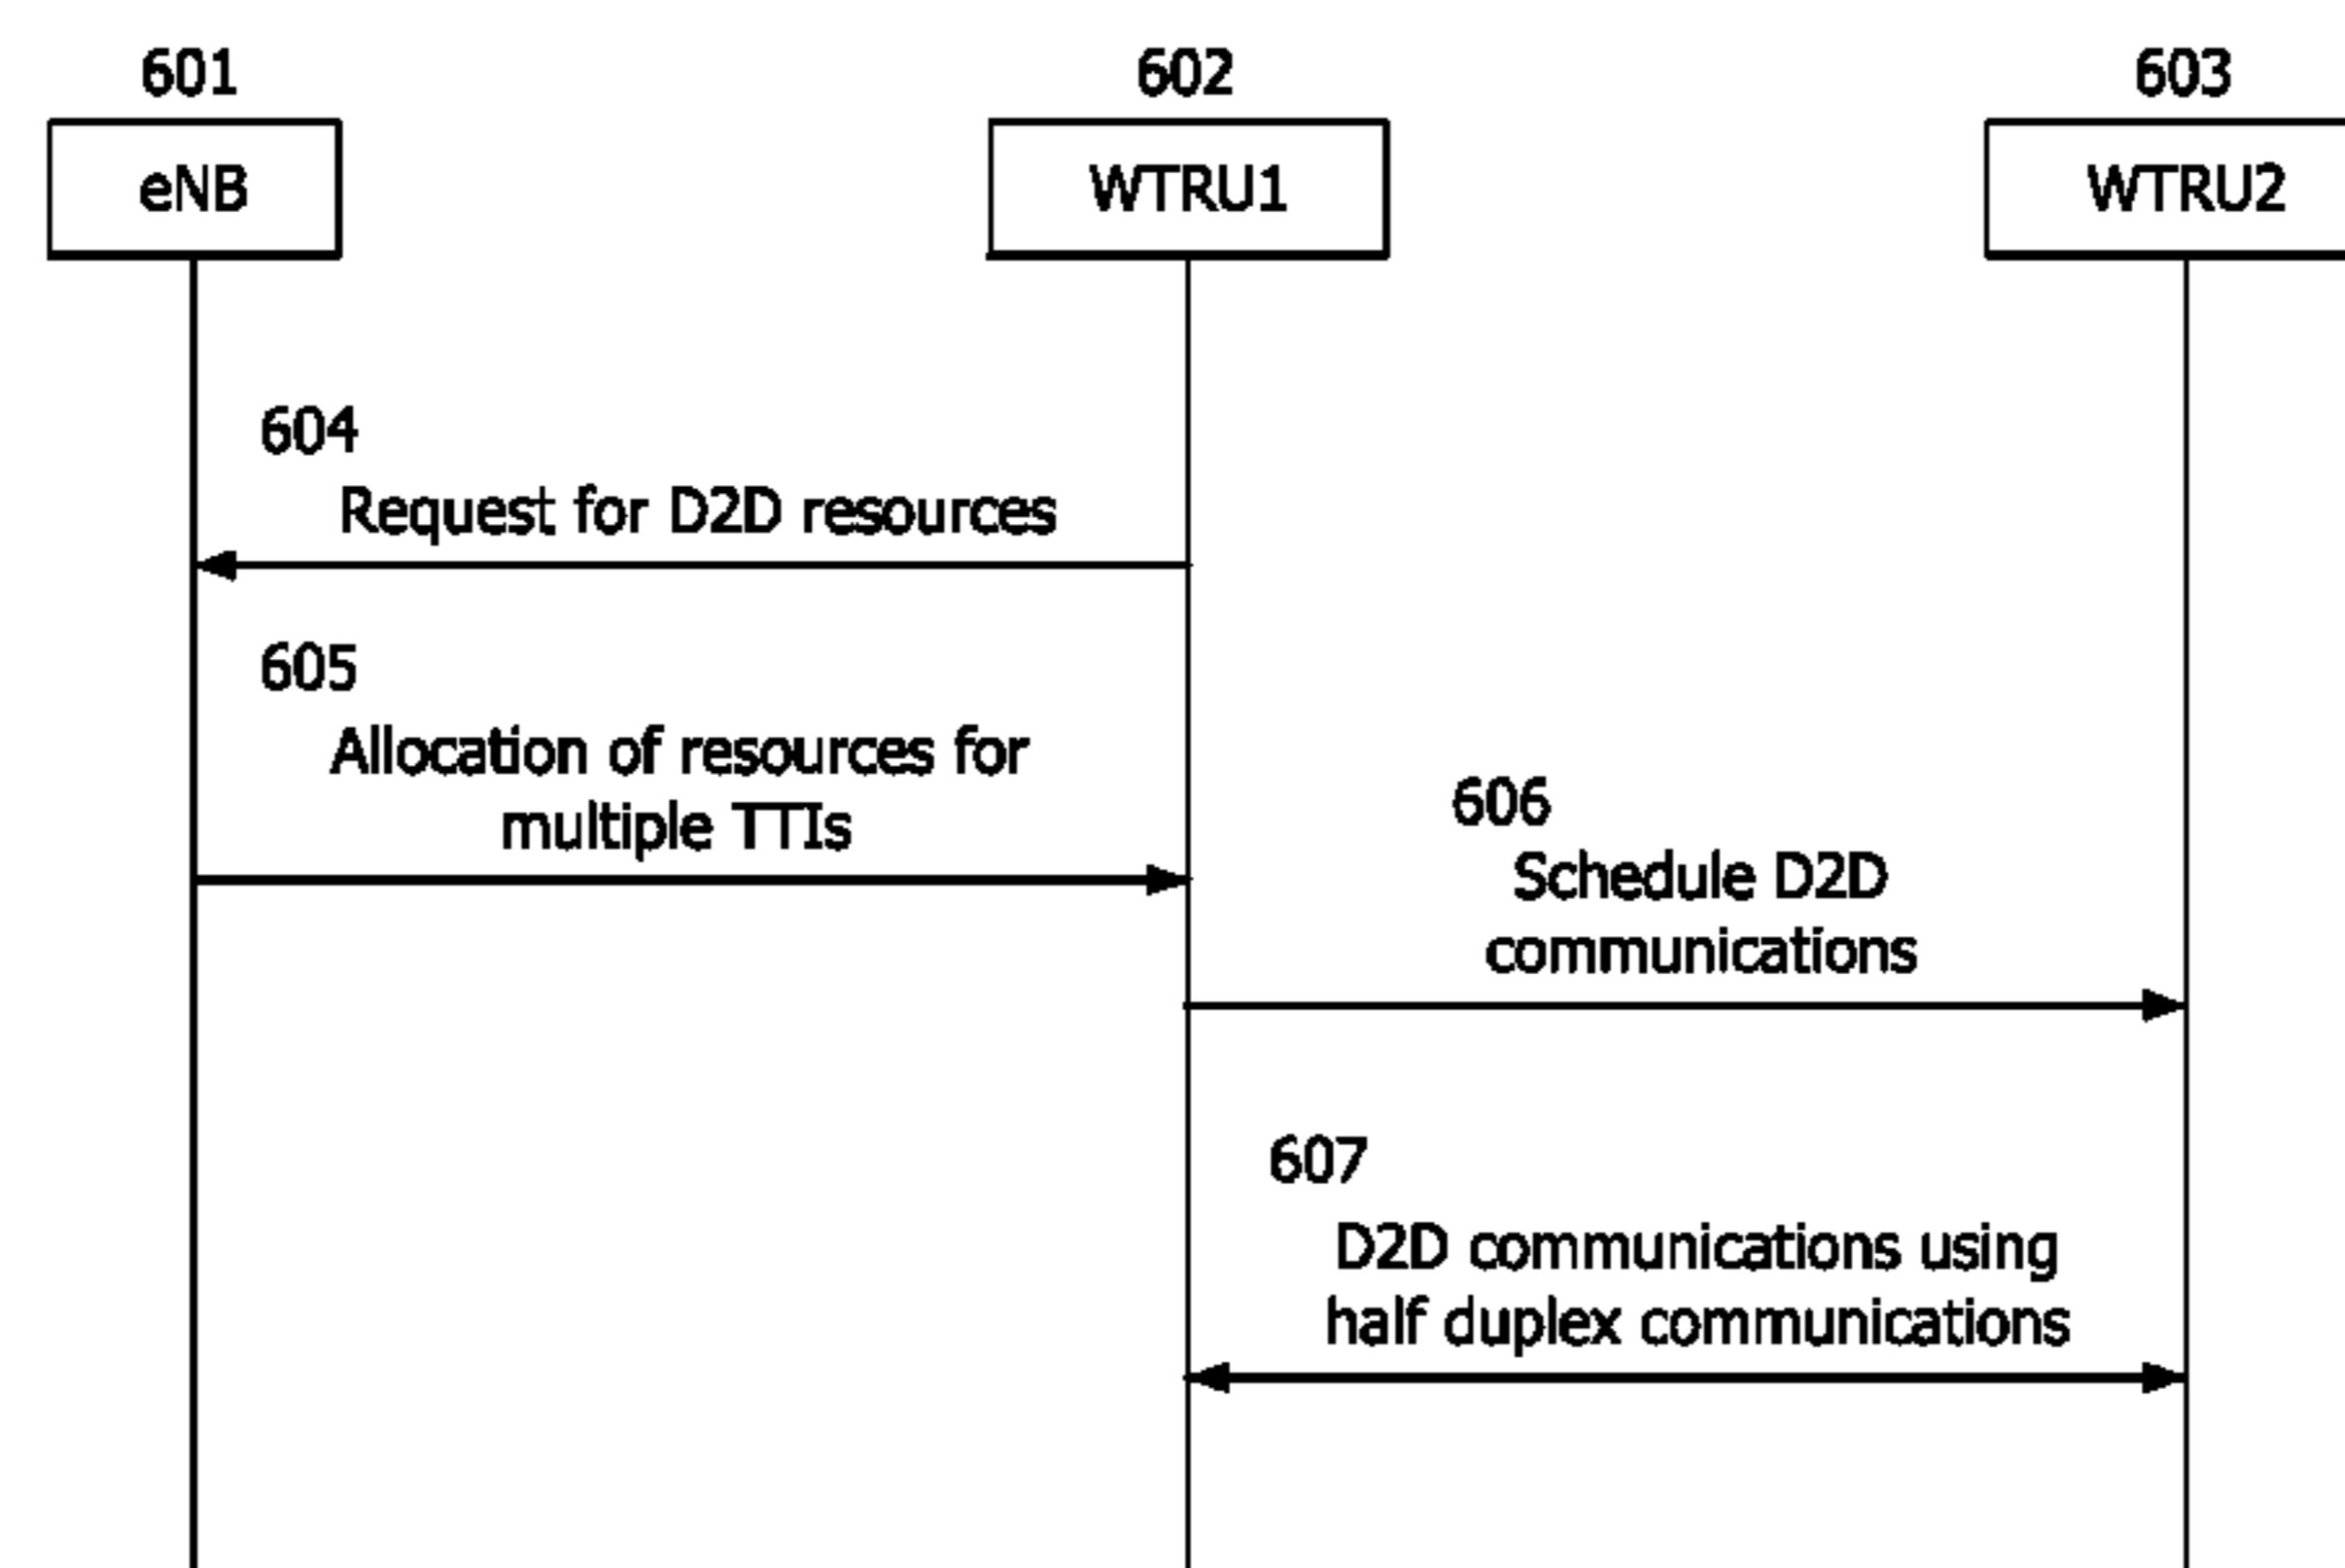 601
602
603
eNB
WTRU1
WTRU2
604
Request for D2D resources
605
Allocation of resources for
multiple TTIs
606
Schedule D2D
communications
607
D2D communications using
half duplex communications